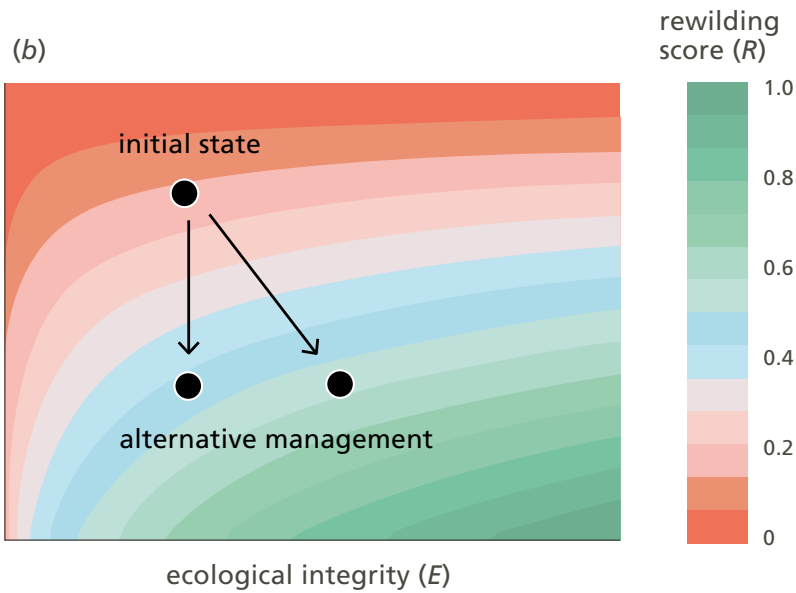 rewilding
score (R)
(b)
initial state
alternative management
ecological integrity (E)
1.0
0.8
0.6
0.4
0.2
0